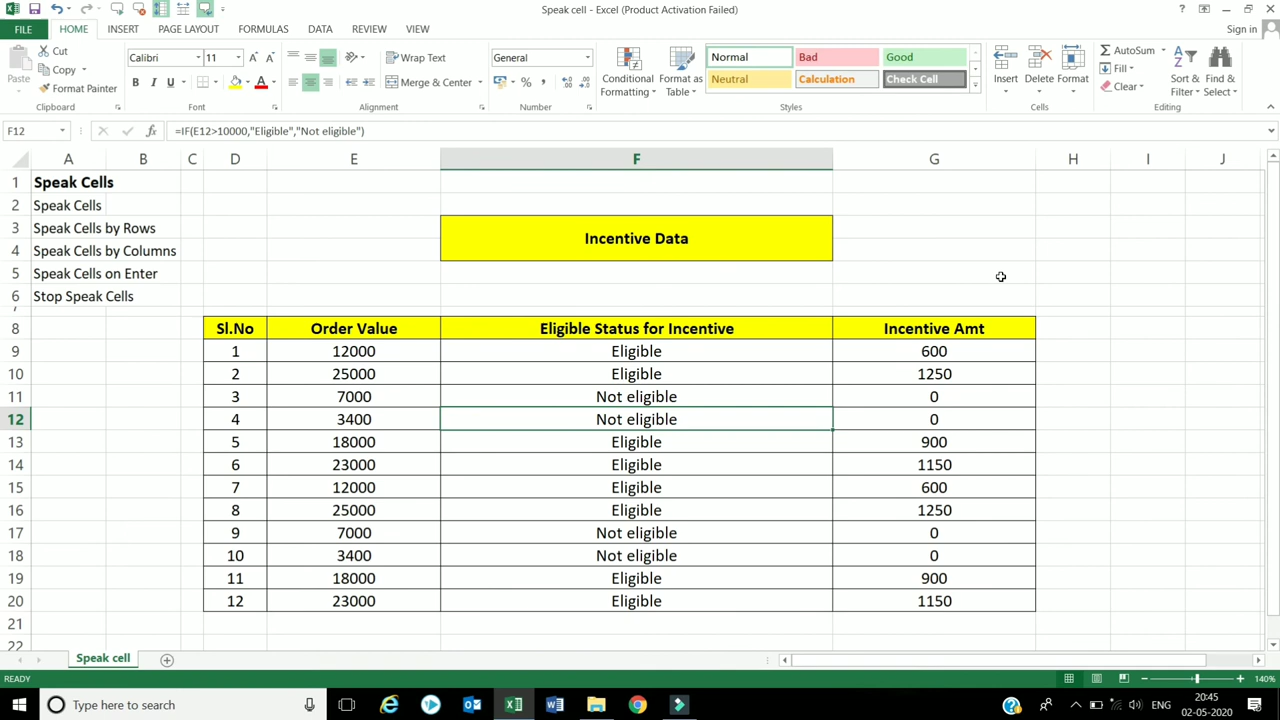 Speak cell - Excel (Product Activation Failed)
FILE HOME INSERT PAGE LAYOUT FORMULAS DATA REVIEW VIEW Sign in
Paste Cut Copy Format Painter Clipboard
Calibri 11 B I U A Font
Wrap Text Merge & Center Alignment
General % Number
Conditional Formatting Format as Table
Normal Bad Good
Neutral Calculation Check Cell
Styles
Insert Delete Format Cells
AutoSum Fill Clear Sort & Filter Find & Select Editing
F12 fx =IF(E12>10000,"Eligible","Not eligible")
A B C D E F G H I J
1 Speak Cells
2 Speak Cells
3 Speak Cells by Rows
Incentive Data
4 Speak Cells by Columns
5 Speak Cells on Enter
6 Stop Speak Cells
7
8 Sl.No Order Value Eligible Status for Incentive Incentive Amt
9 1 12000 Eligible 600
10 2 25000 Eligible 1250
11 3 7000 Not eligible 0
12 4 3400 Not eligible 0
13 5 18000 Eligible 900
14 6 23000 Eligible 1150
15 7 12000 Eligible 600
16 8 25000 Eligible 1250
17 9 7000 Not eligible 0
18 10 3400 Not eligible 0
19 11 18000 Eligible 900
20 12 23000 Eligible 1150
21
22
Speak cell
READY 140%
Type here to search ENG 20:45
02-05-2020